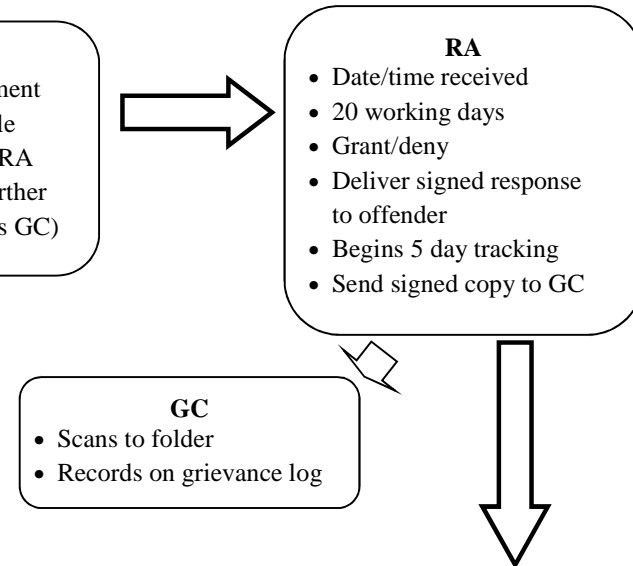 ment
le
RA
rther
s GC)
RA
• Date/time received
• 20 working days
• Grant/deny
• Deliver signed response
to offender
• Begins 5 day tracking
• Send signed copy to GC
GC
• Scans to folder
• Records on grievance log